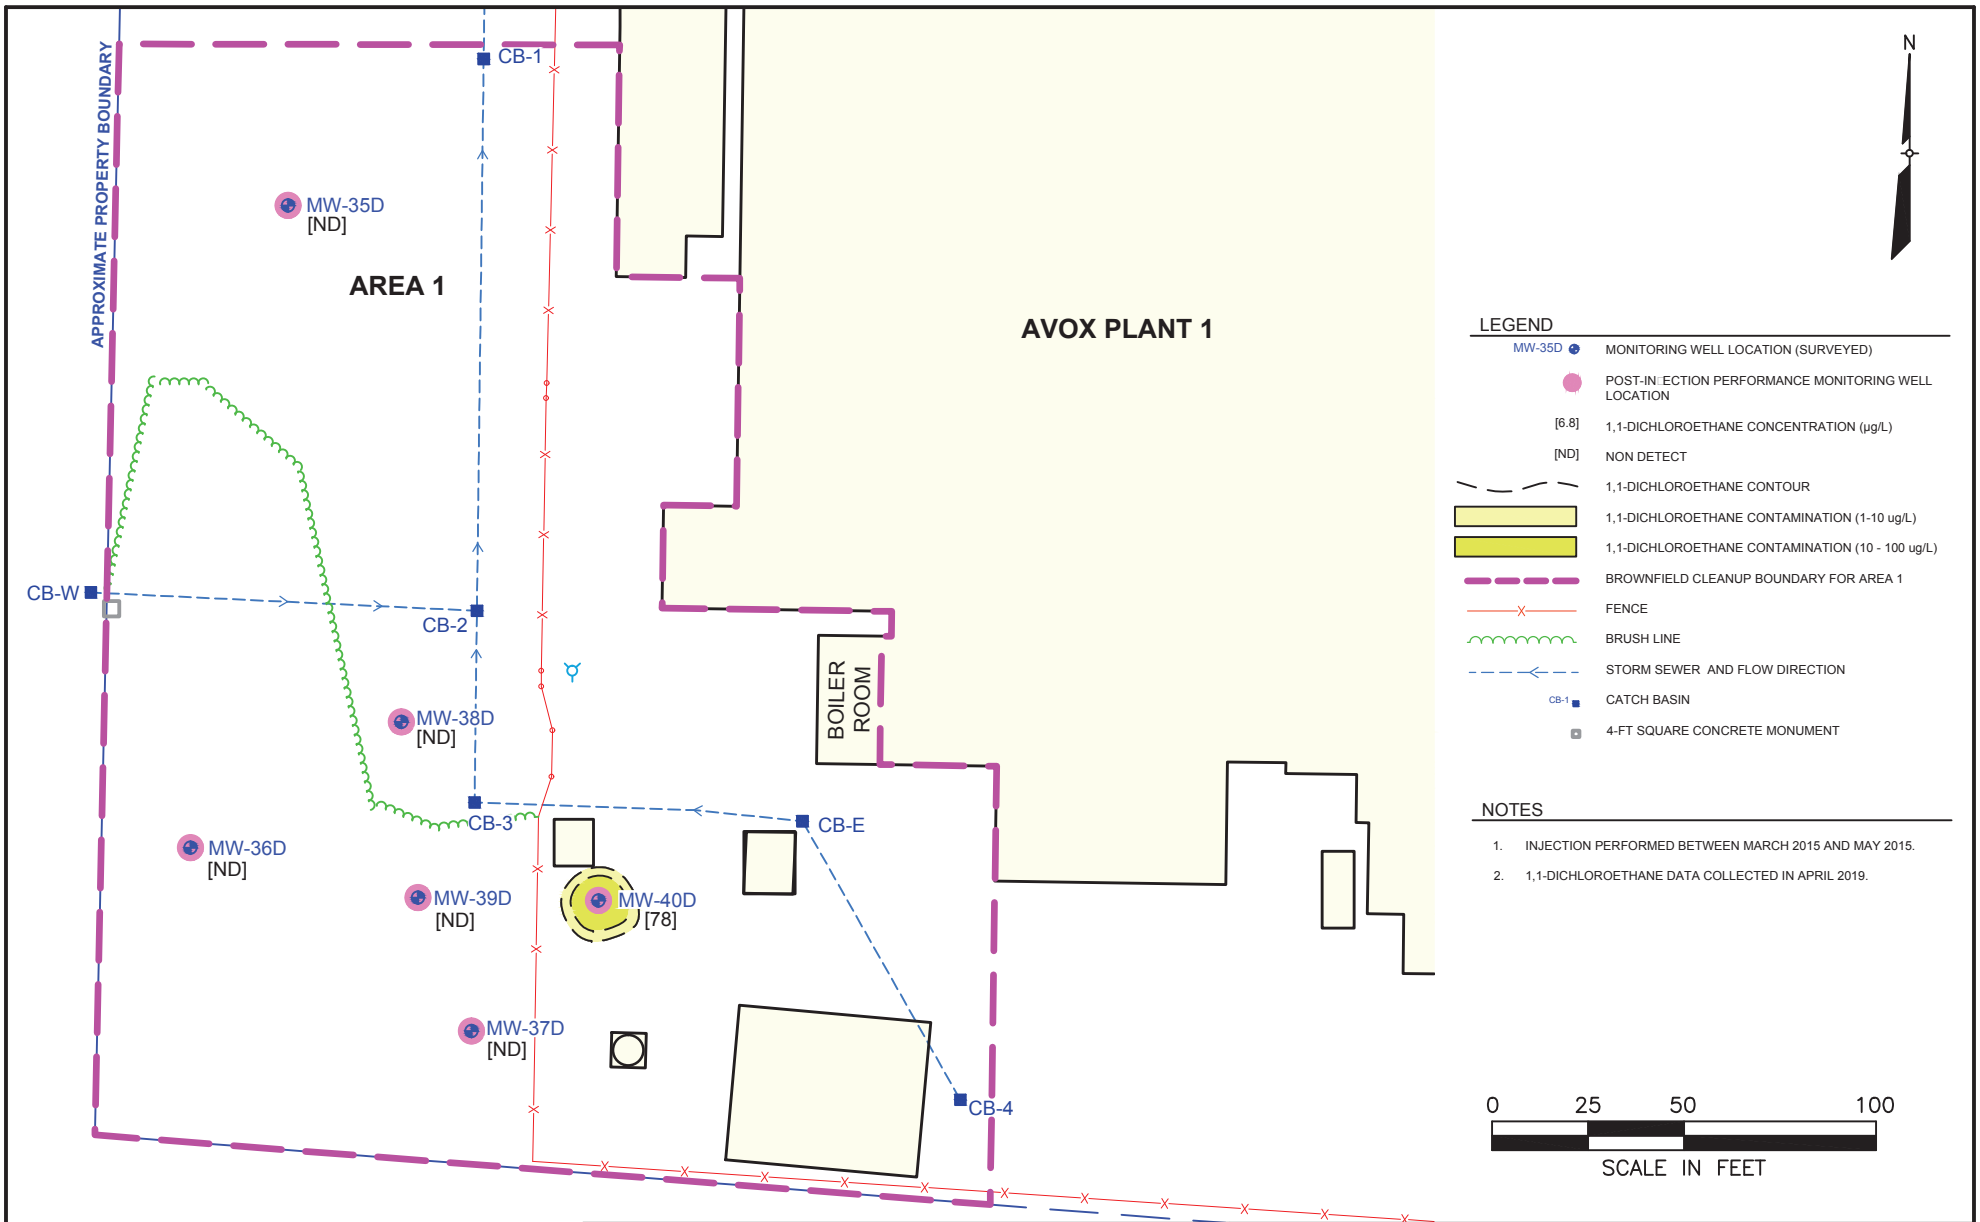 CB-1
N
APPROXIMATE PROPERTY BOUNDARY
MW-35D
[ND]
AREA 1
AVOX PLANT 1
CB-W
CB-2
BOILER
ROOM
MW-38D
[ND]
CB-3
CB-E
MW-36D
[ND]
MW-39D
[ND]
MW-40D
[78]
MW-37D
[ND]
CB-4
LEGEND
MW-35D MONITORING WELL LOCATION (SURVEYED)
POST-IN□ECTION PERFORMANCE MONITORING WELL
LOCATION
[6.8] 1,1-DICHLOROETHANE CONCENTRATION (µg/L)
[ND] NON DETECT
1,1-DICHLOROETHANE CONTOUR
1,1-DICHLOROETHANE CONTAMINATION (1-10 ug/L)
1,1-DICHLOROETHANE CONTAMINATION (10 - 100 ug/L)
BROWNFIELD CLEANUP BOUNDARY FOR AREA 1
FENCE
BRUSH LINE
STORM SEWER AND FLOW DIRECTION
CB-1 CATCH BASIN
4-FT SQUARE CONCRETE MONUMENT
NOTES
1. INJECTION PERFORMED BETWEEN MARCH 2015 AND MAY 2015.
2. 1,1-DICHLOROETHANE DATA COLLECTED IN APRIL 2019.
0 25 50 100
SCALE IN FEET